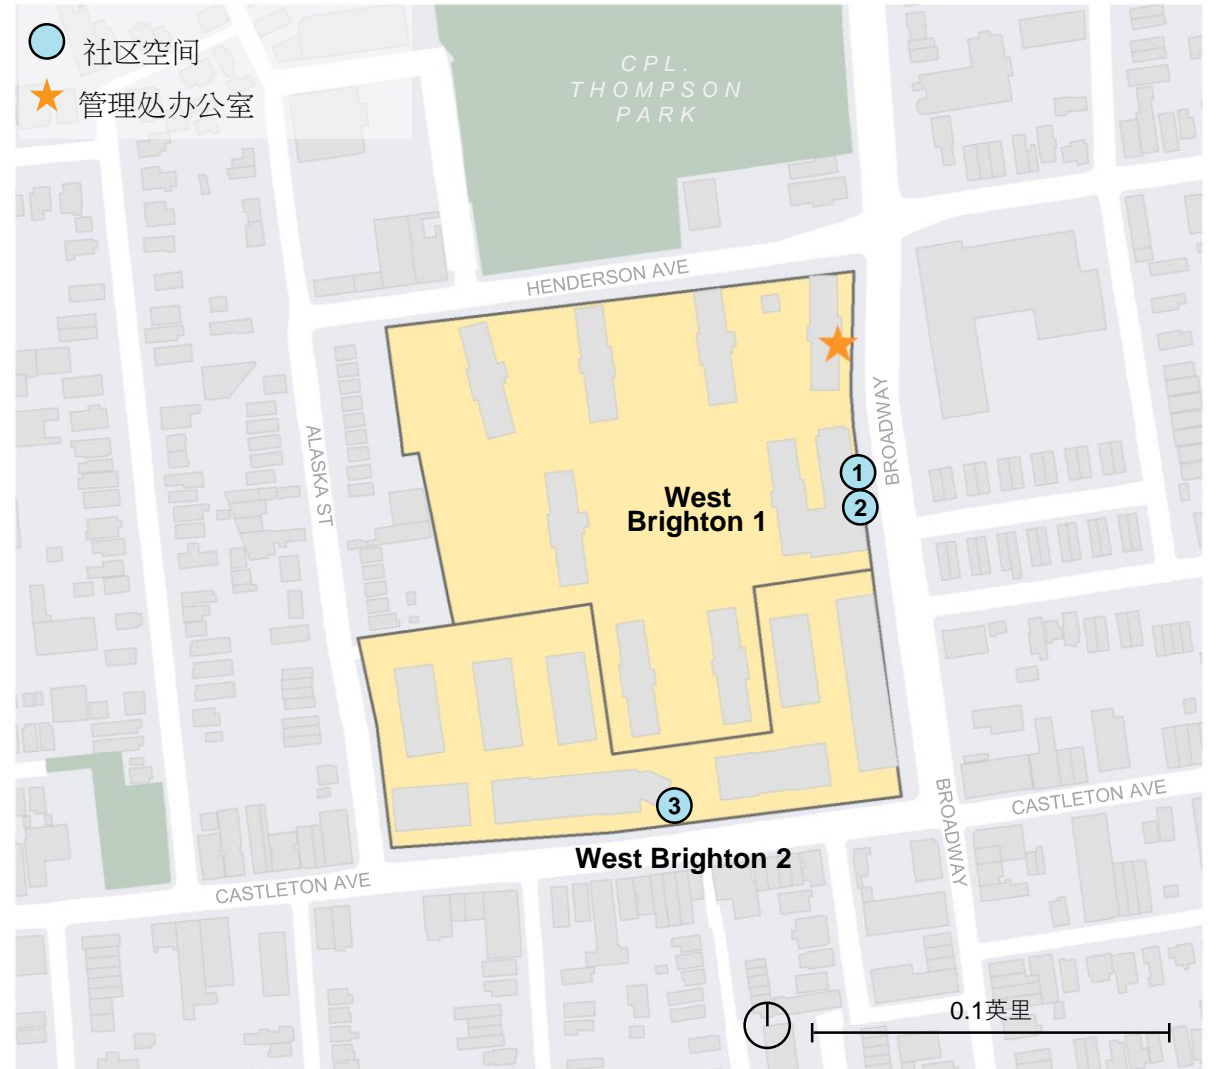 社区空间
管理处办公室
CPL.
THOMPSON
PARK
HENDERSON AVE
ALASKA ST
BROADWAY
1
2
West
Brighton 1
3
West Brighton 2
BROADWAY
CASTLETON AVE
CASTLETON AVE
0.1英里